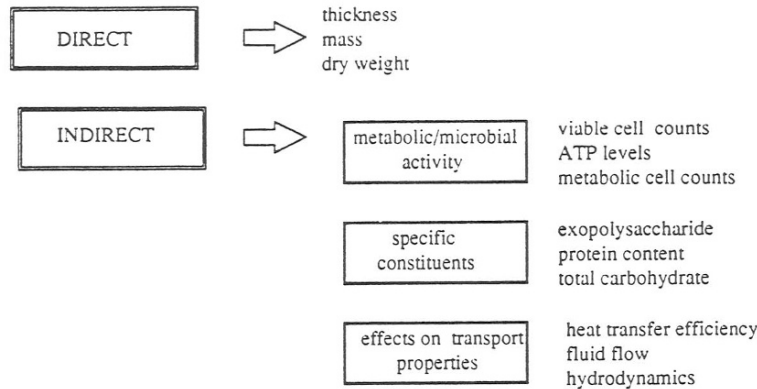 DIRECT
thickness
mass
dry weight
INDIRECT
metabolic/microbial
activity
viable cell counts
ATP levels
metabolic cell counts
specific
constituents
exopolysaccharide
protein content
total carbohydrate
effects on transport
properties
heat transfer efficiency
fluid flow
hydrodynamics